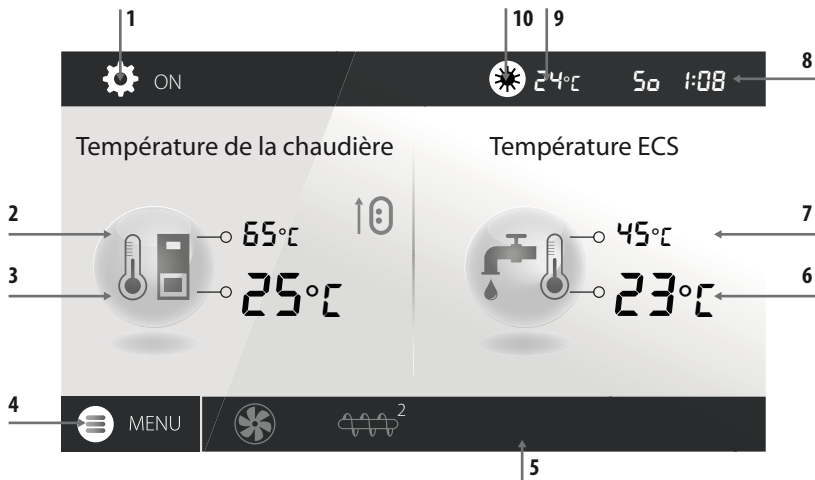 1 10 9
8
ON 24°C So 1:08
Température de la chaudière Température ECS
2 65°C 45°C 7
3 25°C 23°C 6
4 MENU 2
5